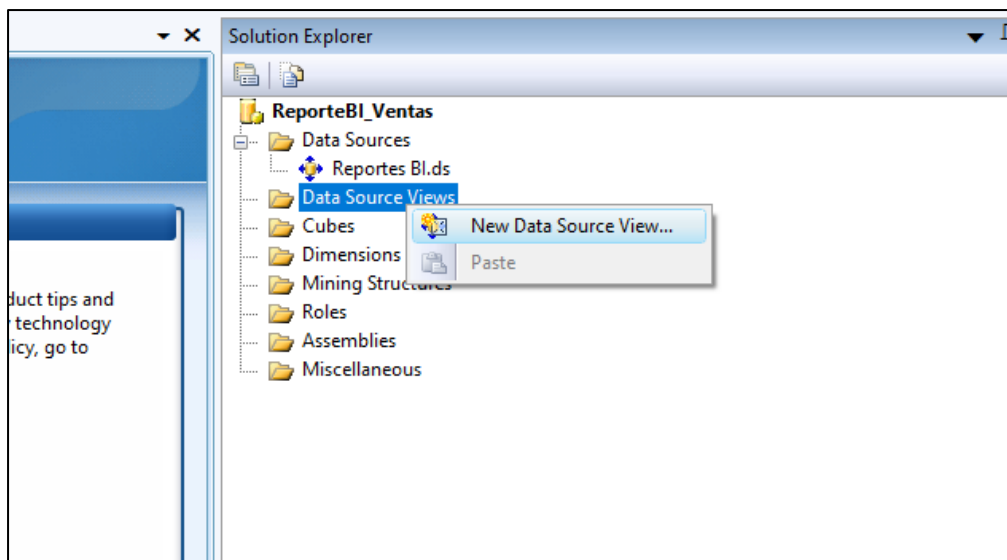 Solution Explorer
ReporteBI_Ventas
Data Sources
Reportes BI.ds
Data Source Views
New Data Source View...
Cubes
Paste
Dimensions
Mining Structures
Roles
Assemblies
Miscellaneous
duct tips and
technology
licy, go to